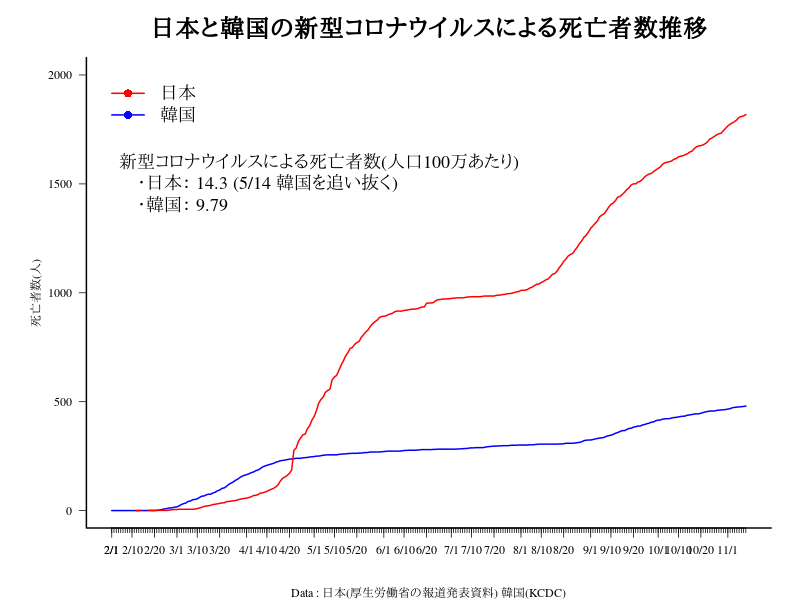 日本と韓国の新型コロナウイルスによる死亡者数推移
2000
1500
1000
500
0
死亡者数(人)
日本
韓国
新型コロナウイルスによる死亡者数(人口100万あたり)
・日本: 14.3 (5/14 韓国を追い抜く)
・韓国: 9.79
2/1 2/10 2/20 3/1 3/10 3/20 4/1 4/10 4/20 5/1 5/10 5/20 6/1 6/10 6/20 7/1 7/10 7/20 8/1 8/10 8/20 9/1 9/10 9/20 10/1 10/10 10/20 11/1
Data : 日本(厚生労働省の報道発表資料) 韓国(KCDC)